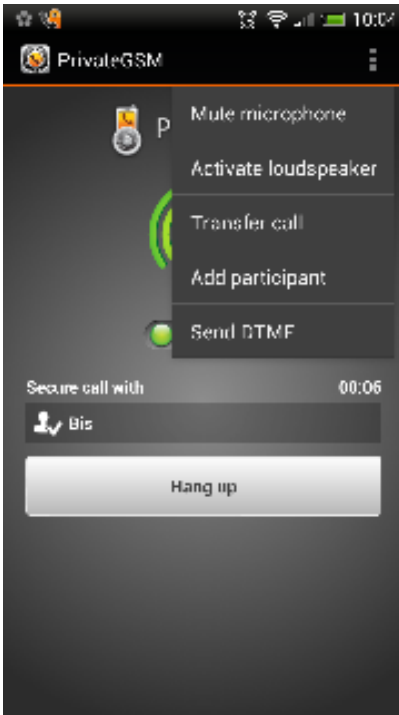 10:04
PrivateGSM
P
Mute microphone
Activate loudspeaker
Transfer call
Add participant
Send DTMF
Secure call with 00:06
Bis
Hang up